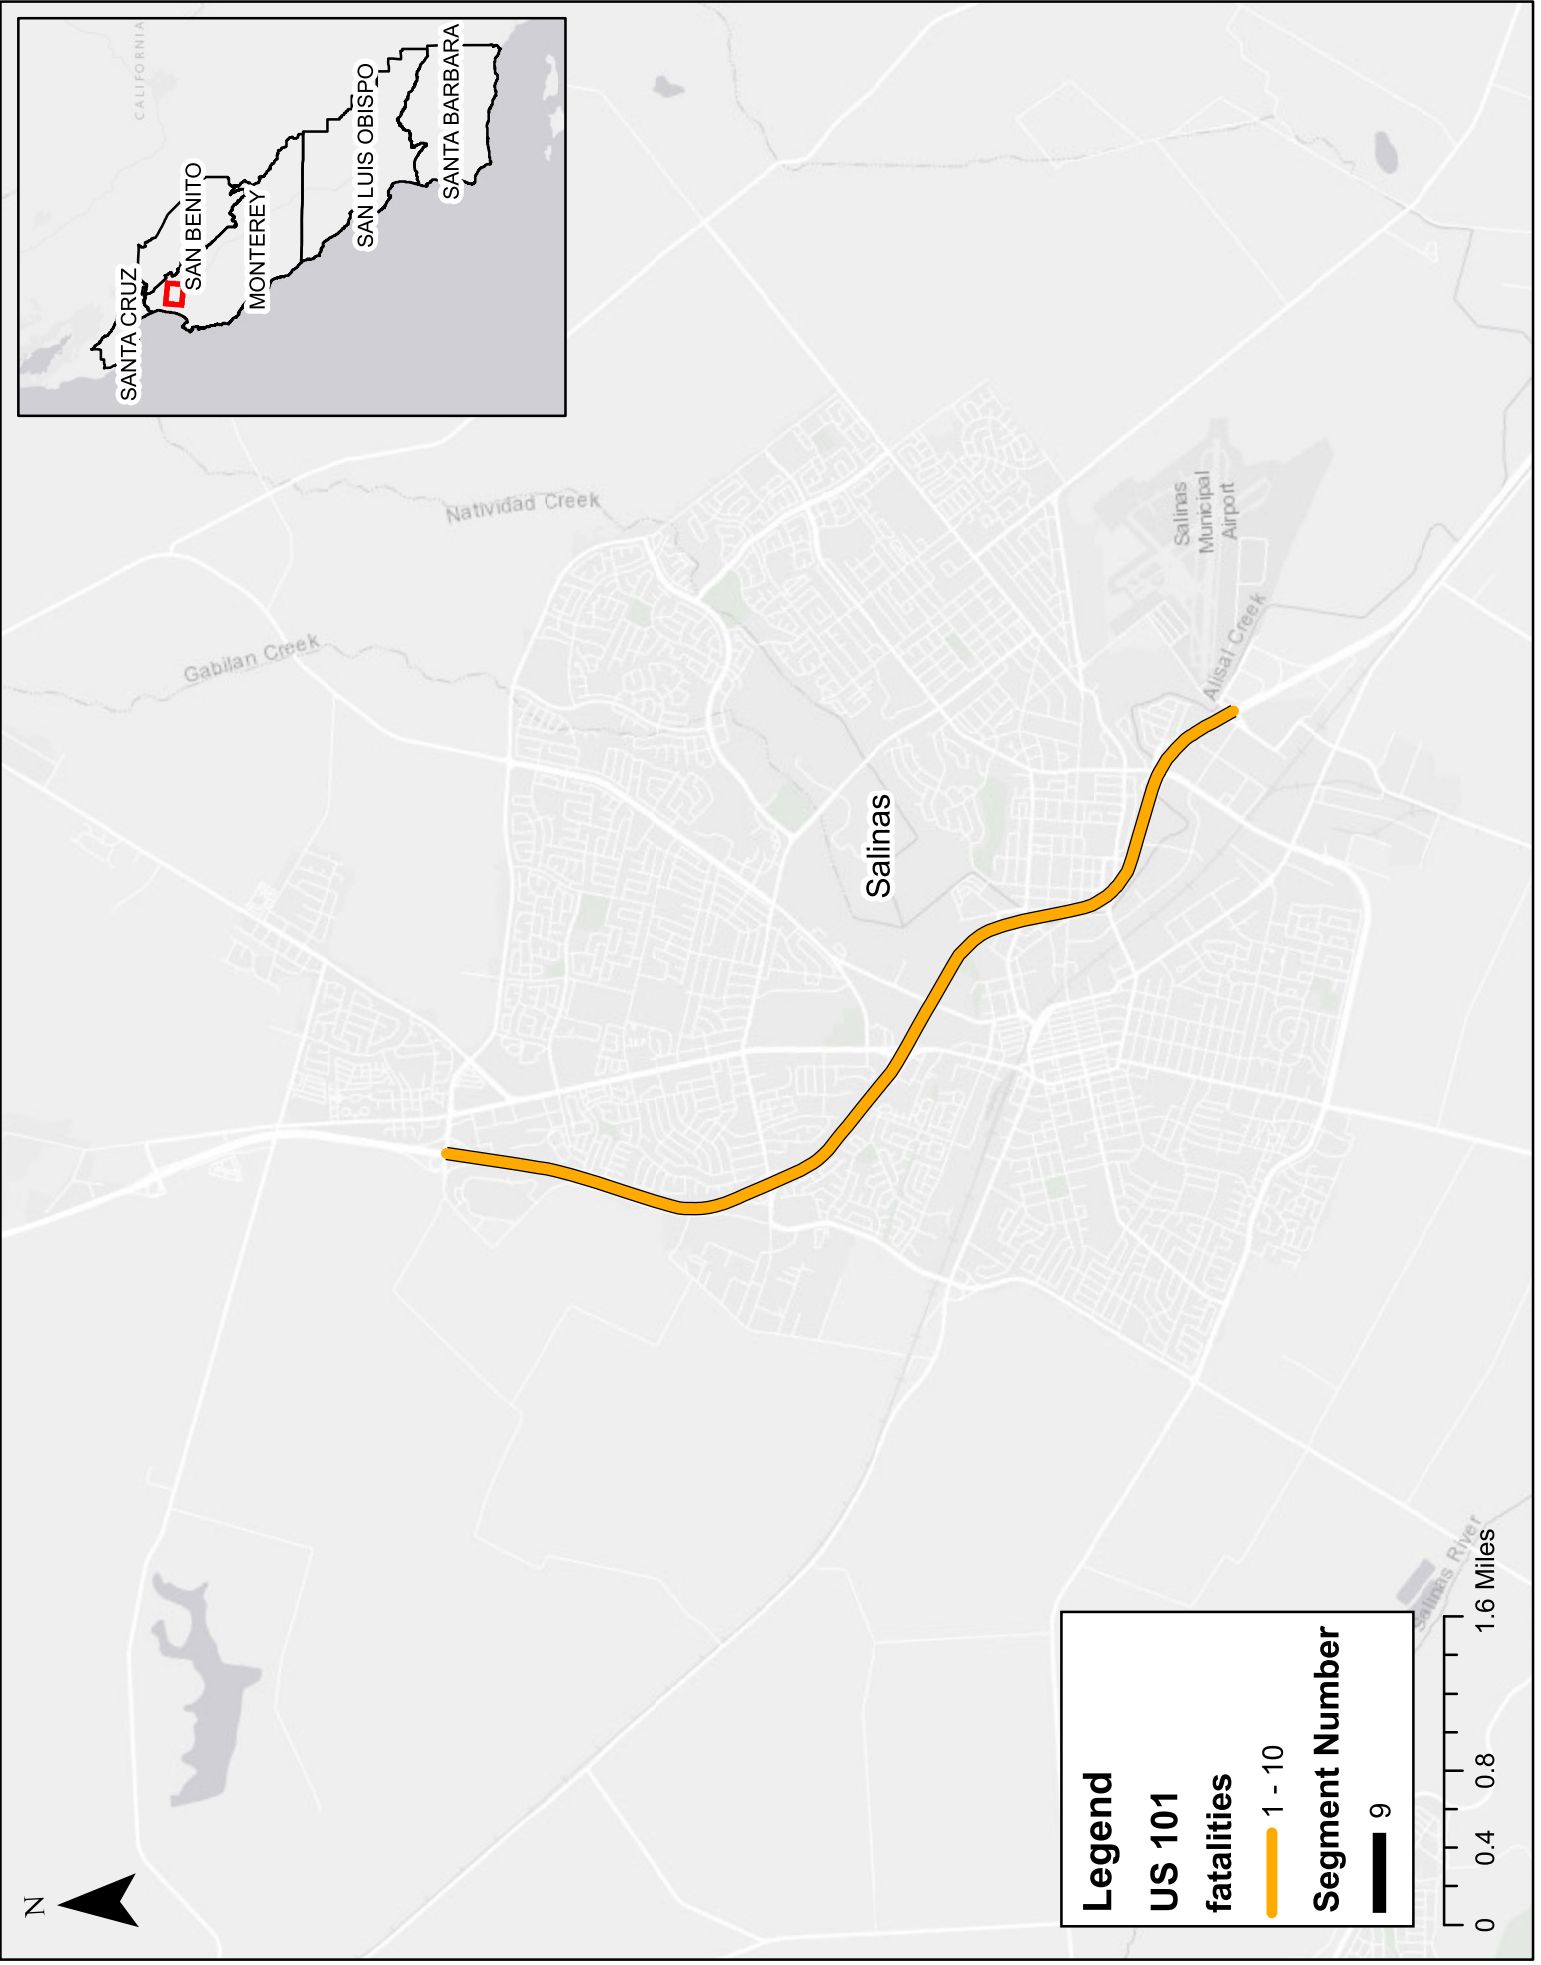 CALIFORNIA
SANTA CRUZ
SAN BENITO
MONTEREY
SAN LUIS OBISPO
SANTA BARBARA
N
Gabilan Creek
Natividad Creek
Salinas
Salinas
Municipal
Airport
Alisal Creek
Salinas River
Legend
US 101
fatalities
1 - 10
Segment Number
9
0 0.4 0.8 1.6 Miles